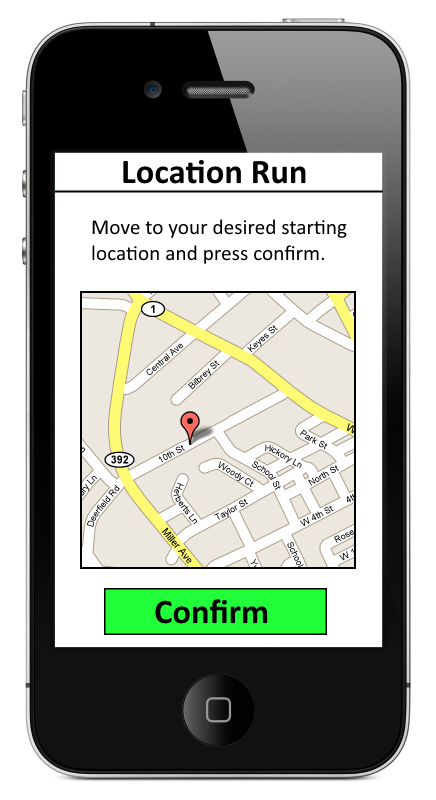 Location Run
Move to your desired starting
location and press confirm.
1
Central Ave
Keyes St
Bilbrey St
W
10th St
Park St
Hickory Ln
392
Woody Ct
School St
North St
Deerfield Rd
Herberts Ln
Taylor St
W 4th St
Miller Ave
School
Rose
W 1
Confirm